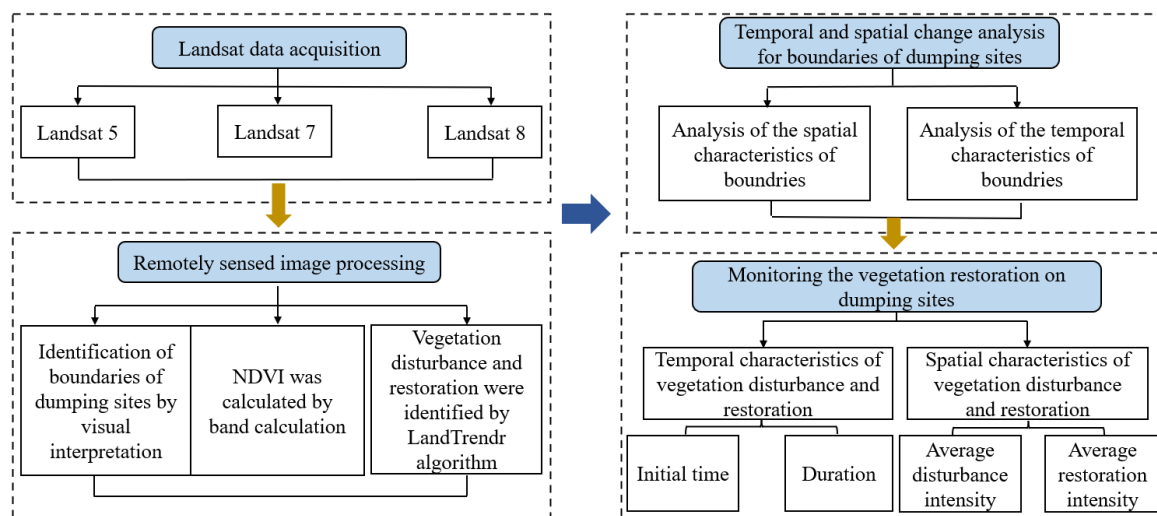 Landsat data acquisition
Landsat 5
Landsat 7
Landsat 8
Remotely sensed image processing
Identification of
boundaries of
dumping sites by
visual
interpretation
NDVI was
calculated by
band calculation
Vegetation
disturbance and
restoration were
identified by
LandTrendr
algorithm
Temporal and spatial change analysis
for boundaries of dumping sites
Analysis of the spatial
characteristics of
boundries
Analysis of the temporal
characteristics of
boundries
Monitoring the vegetation restoration on
dumping sites
Temporal characteristics of
vegetation disturbance and
restoration
Spatial characteristics of
vegetation disturbance
and restoration
Initial time
Duration
Average
disturbance
intensity
Average
restoration
intensity